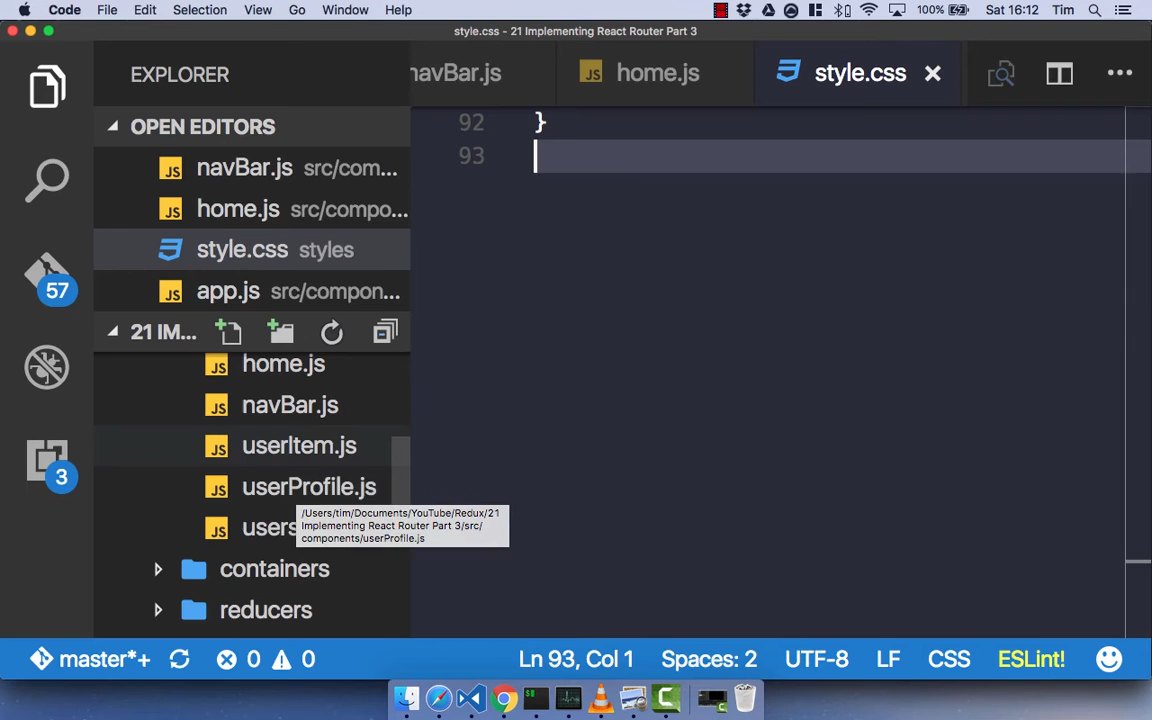 Code File Edit Selection View Go Window Help 100% Sat 16:12 Tim
style.css - 21 Implementing React Router Part 3
EXPLORER
navBar.js home.js style.css
OPEN EDITORS
navBar.js src/com...
home.js src/compo...
style.css styles
app.js src/compon...
21 IM...
home.js
navBar.js
userItem.js
userProfile.js
users
containers
reducers
/Users/tim/Documents/YouTube/Redux/21
Implementing React Router Part 3/src/
components/userProfile.js
92 }
93
57
3
master*+ 0 0 Ln 93, Col 1 Spaces: 2 UTF-8 LF CSS ESLint!